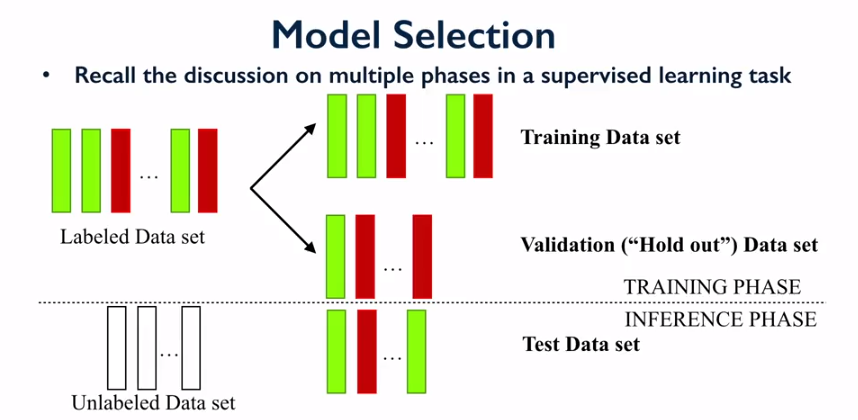 Model Selection
• Recall the discussion on multiple phases in a supervised learning task
...
...
Training Data set
Labeled Data set
...
Validation (“Hold out”) Data set
TRAINING PHASE
INFERENCE PHASE
...
...
Test Data set
Unlabeled Data set